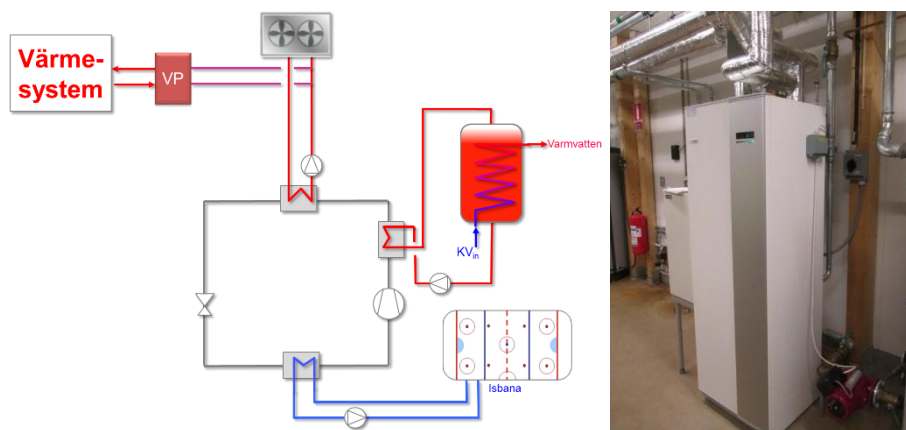 Värme-
system
VP
Varmvatten
KVin
Isbana